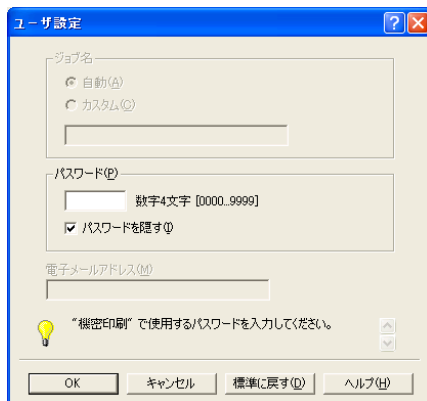 ユーザ設定
ジョブ名
自動(A)
カスタム(C)
パスワード(P)
数字4文字 [0000...9999]
パスワードを隠す(I)
電子メールアドレス(M)
"機密印刷" で使用するパスワードを入力してください。
OK キャンセル 標準に戻す(D) ヘルプ(H)